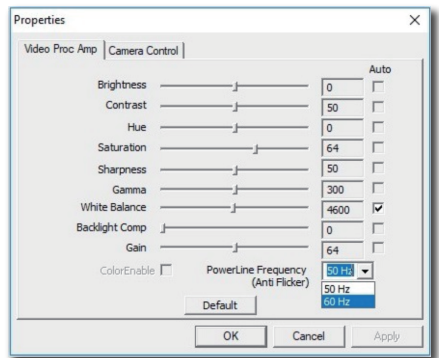 Properties
Video Proc Amp Camera Control
Auto
Brightness 0
Contrast 50
Hue 0
Saturation 64
Sharpness 50
Gamma 300
White Balance 4600
Backlight Comp 0
Gain 64
ColorEnable PowerLine Frequency 50 Hz
(Anti Flicker)
50 Hz
60 Hz
Default
OK Cancel Apply